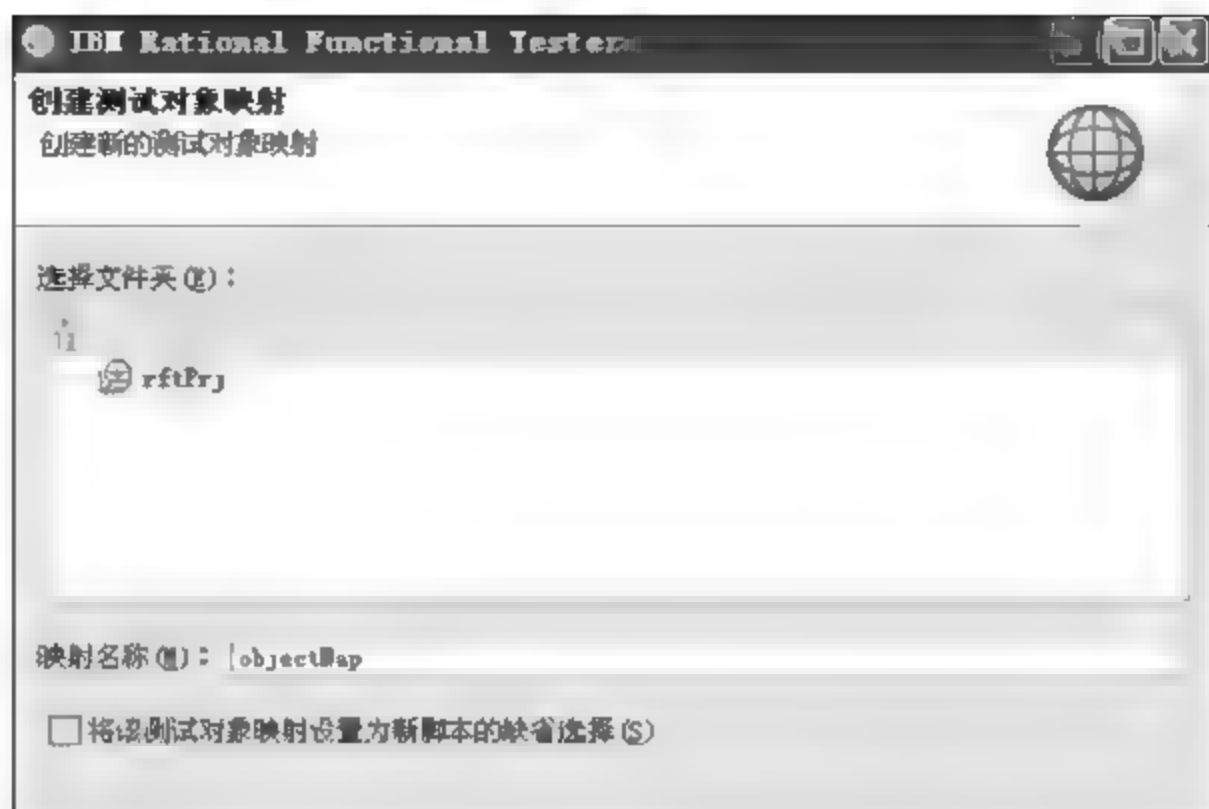 IBM Rational Functional Tester
创建测试对象映射
创建新的测试对象映射
选择文件夹(F)：
rftPrj
映射名称(M)：objectMap
将该测试对象映射设置为新脚本的缺省选择(S)